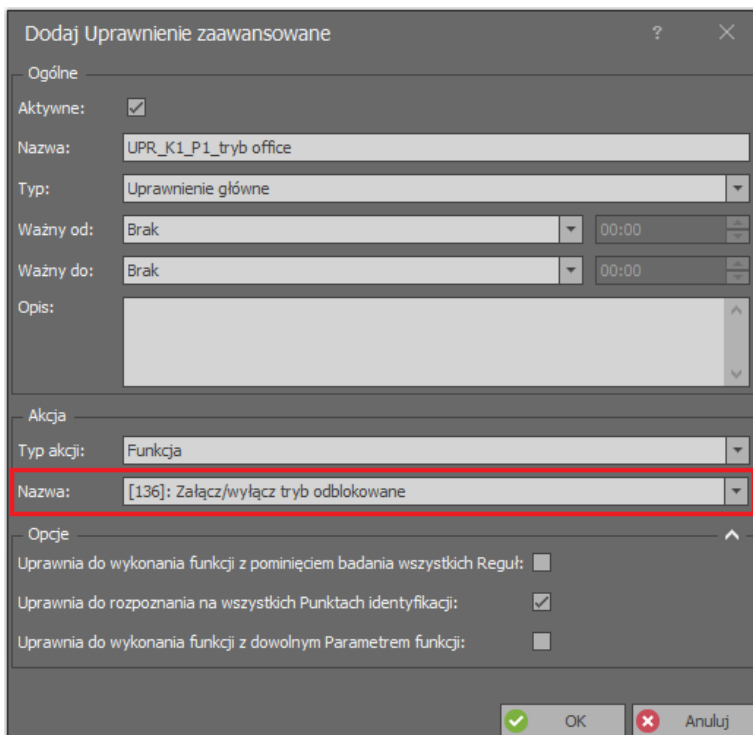 Dodaj Uprawnienie zaawansowane ?
Ogólne
Aktywne:
Nazwa: UPR_K1_P1_tryb office
Typ: Uprawnienie główne
Ważny od: Brak 00:00
Ważny do: Brak 00:00
Opis:
Akcja
Typ akcji: Funkcja
Nazwa: [136]: Załącz/wyłącz tryb odblokowane
Opcje
Uprawnia do wykonania funkcji z pominięciem badania wszystkich Reguł:
Uprawnia do rozpoznania na wszystkich Punktach identyfikacji:
Uprawnia do wykonania funkcji z dowolnym Parametrem funkcji:
OK Anuluj